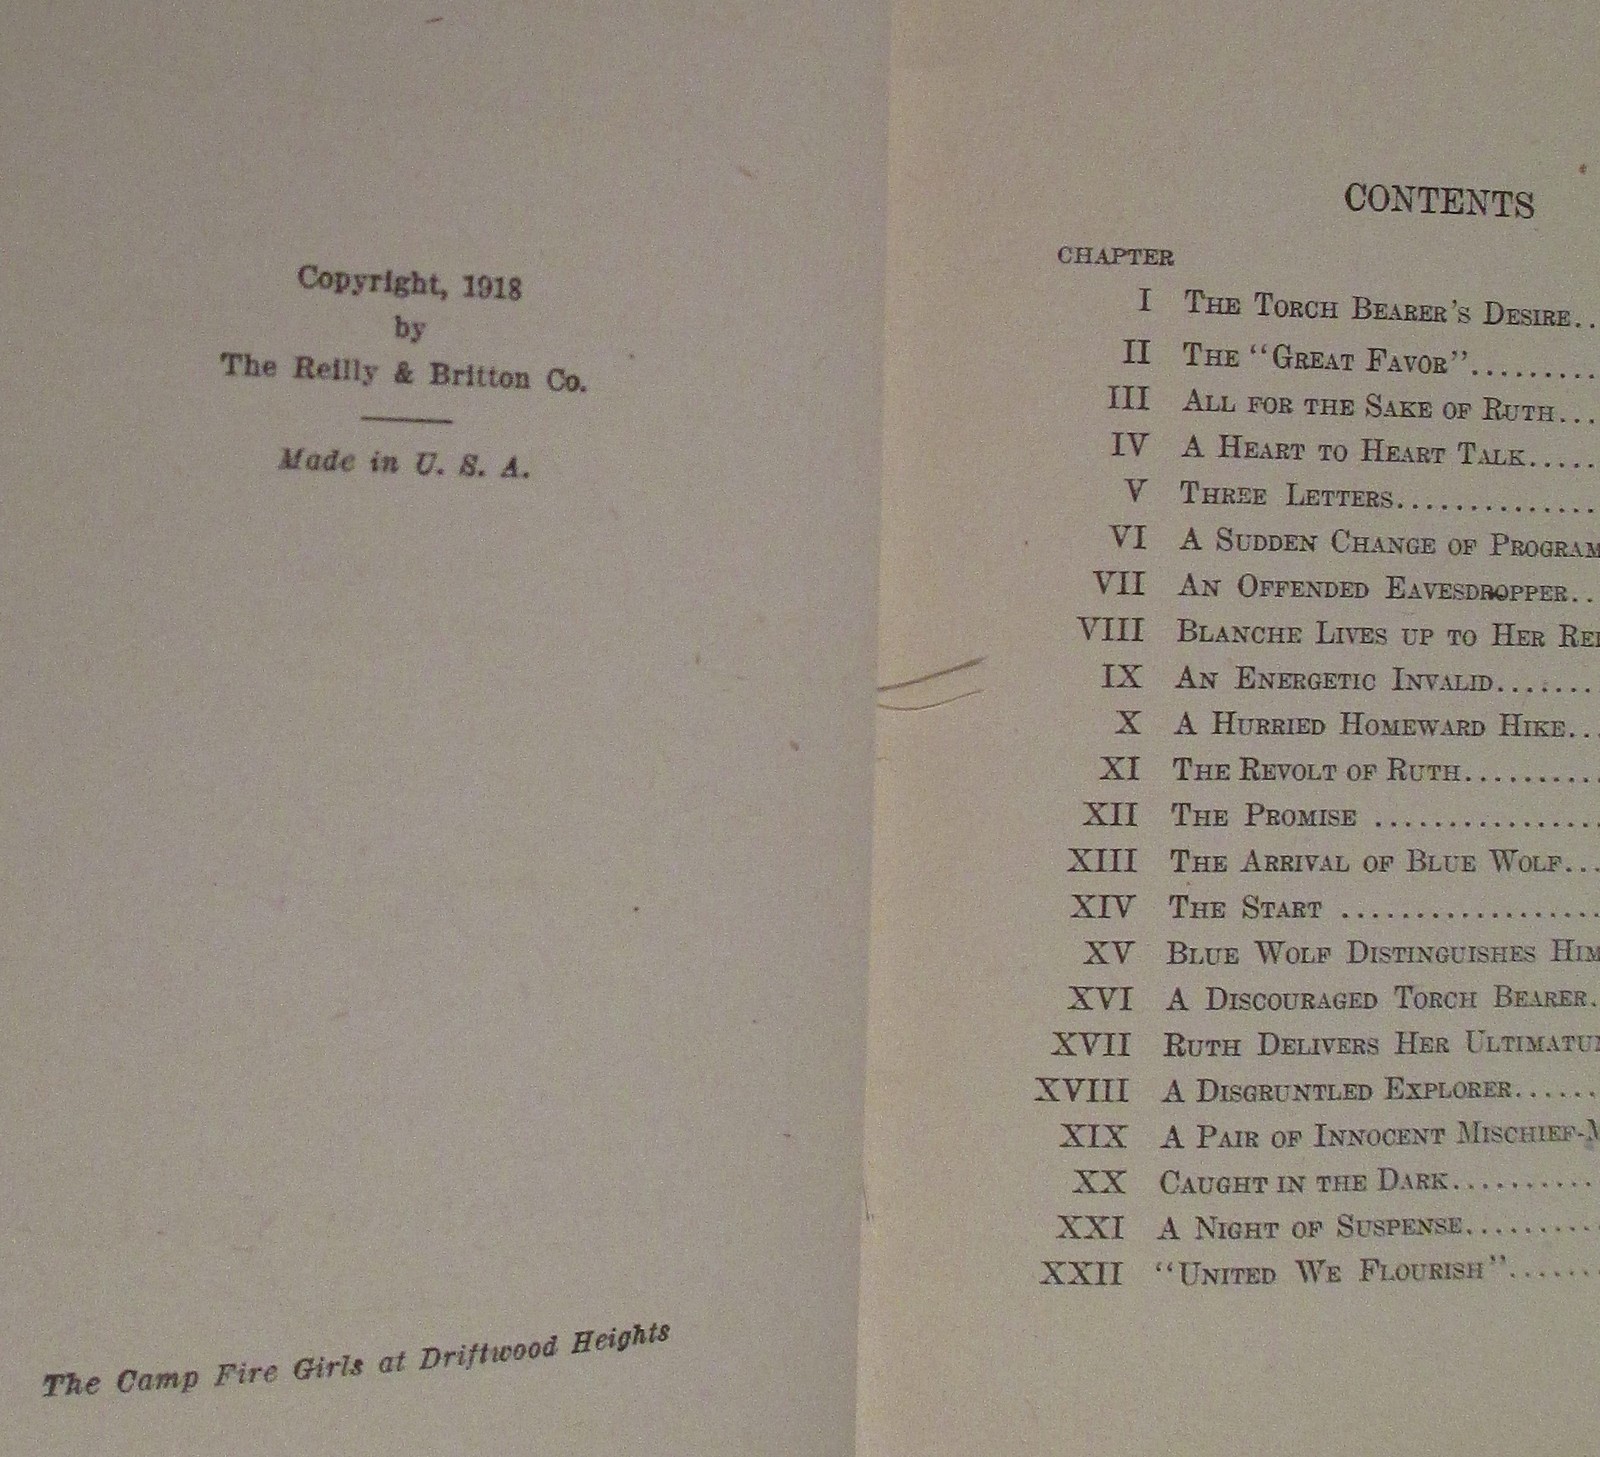 Copyright, 1918
by
The Reilly & Britton Co.
Made in U. S. A.
The Camp Fire Girls at Driftwood Heights
CONTENTS
CHAPTER
I THE TORCH BEARER'S DESIRE..
II THE "GREAT FAVOR".........
III ALL FOR THE SAKE OF RUTH...
IV A HEART TO HEART TALK.....
V THREE LETTERS..............
VI A SUDDEN CHANGE OF PROGRAM
VII AN OFFENDED EAVESDROPPER..
VIII BLANCHE LIVES UP TO HER
IX AN ENERGETIC INVALID.......
X A HURRIED HOMEWARD HIKE...
XI THE REVOLT OF RUTH.........
XII THE PROMISE ...............
XIII THE ARRIVAL OF BLUE WOLF...
XIV THE START ..................
XV BLUE WOLF DISTINGUISHES HIM
XVI A DISCOURAGED TORCH BEARER.
XVII RUTH DELIVERS HER ULTIMATU
XVIII A DISGRUNTLED EXPLORER......
XIX A PAIR OF INNOCENT MISCHIEF-M
XX CAUGHT IN THE DARK..........
XXI A NIGHT OF SUSPENSE.........
XXII "UNITED WE FLOURISH"......